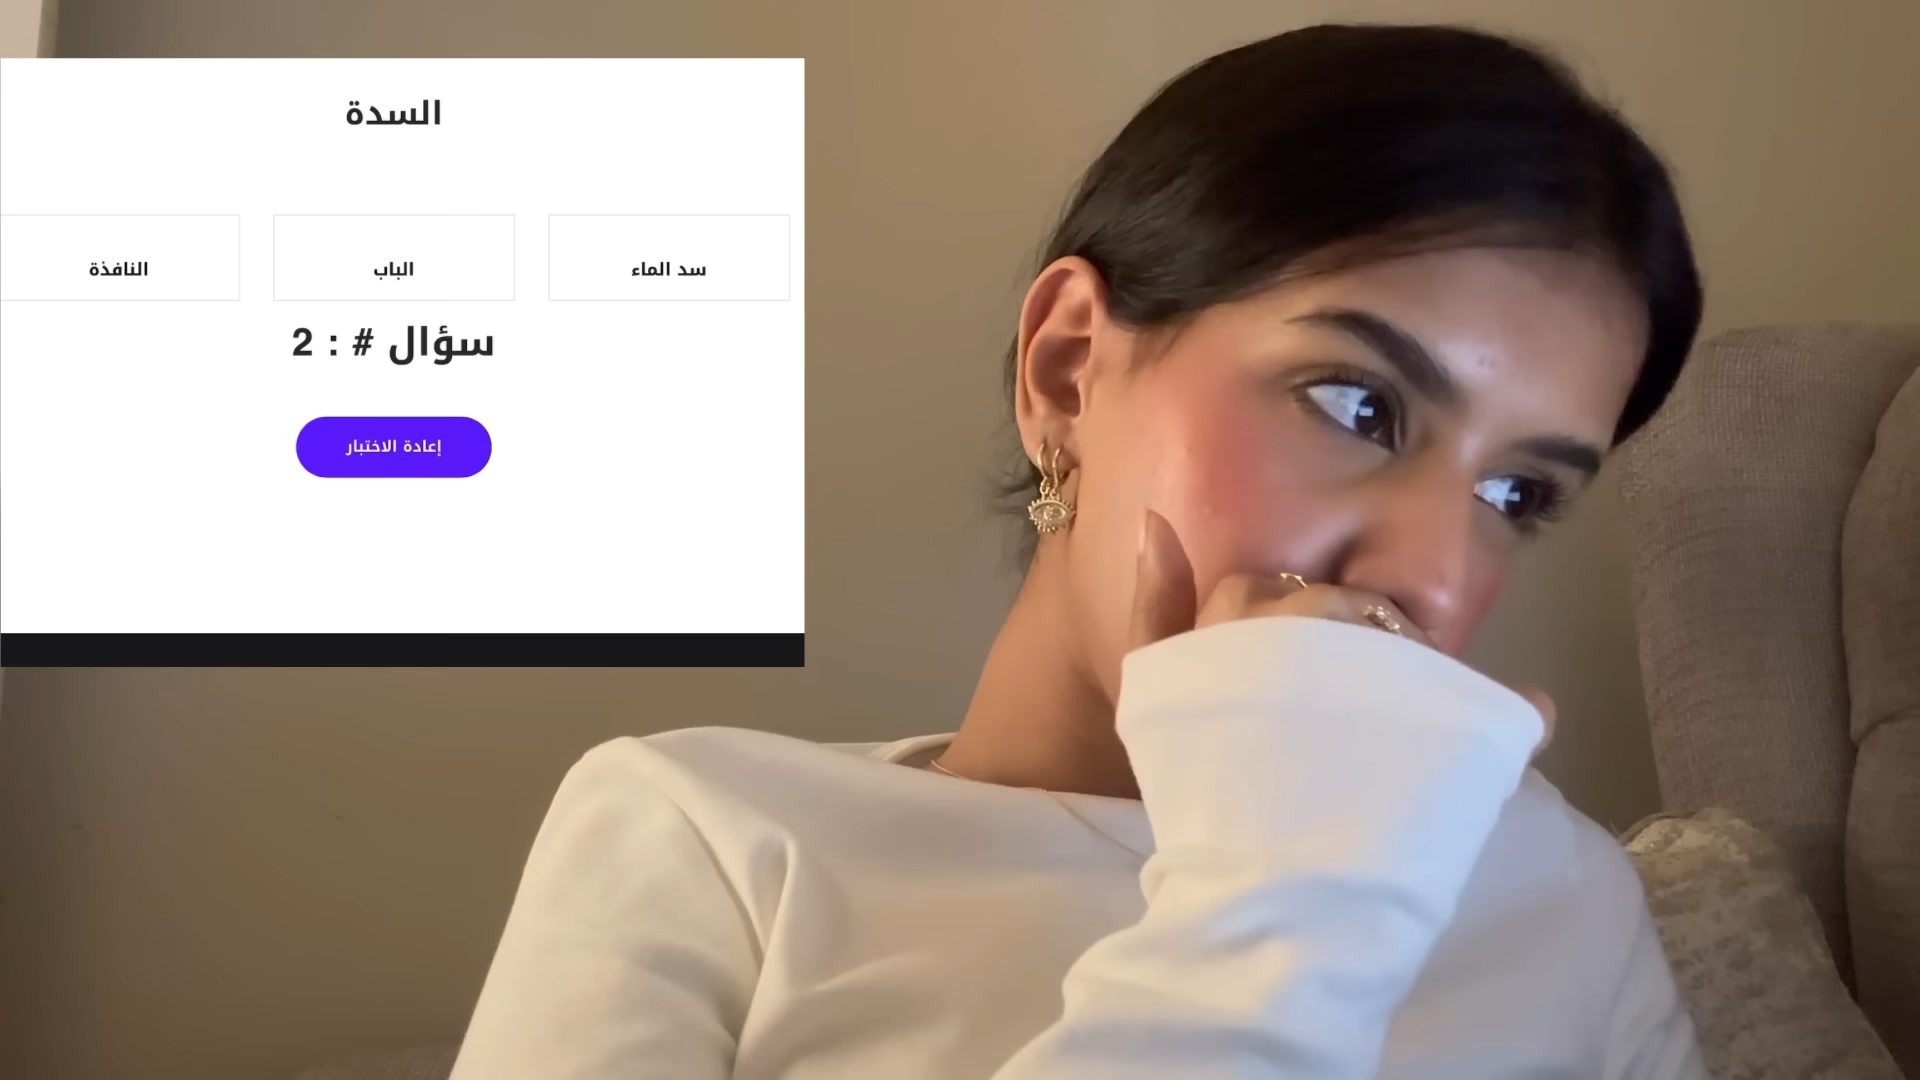 السدة
سد الماء
الباب
النافذة
سؤال # : 2
إعادة الاختبار